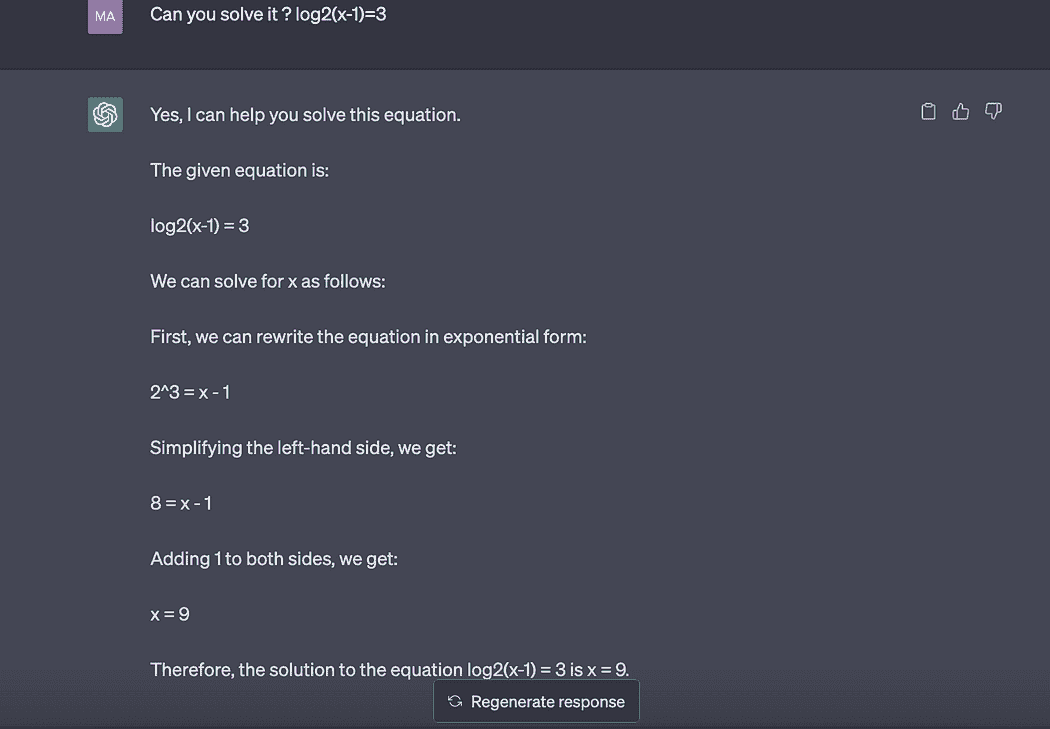 MA
Can you solve it ? log2(x-1)=3
Yes, I can help you solve this equation.
The given equation is:
log2(x-1) = 3
We can solve for x as follows:
First, we can rewrite the equation in exponential form:
2^3 = x - 1
Simplifying the left-hand side, we get:
8 = x - 1
Adding 1 to both sides, we get:
x = 9
Therefore, the solution to the equation log2(x-1) = 3 is x = 9.
Regenerate response